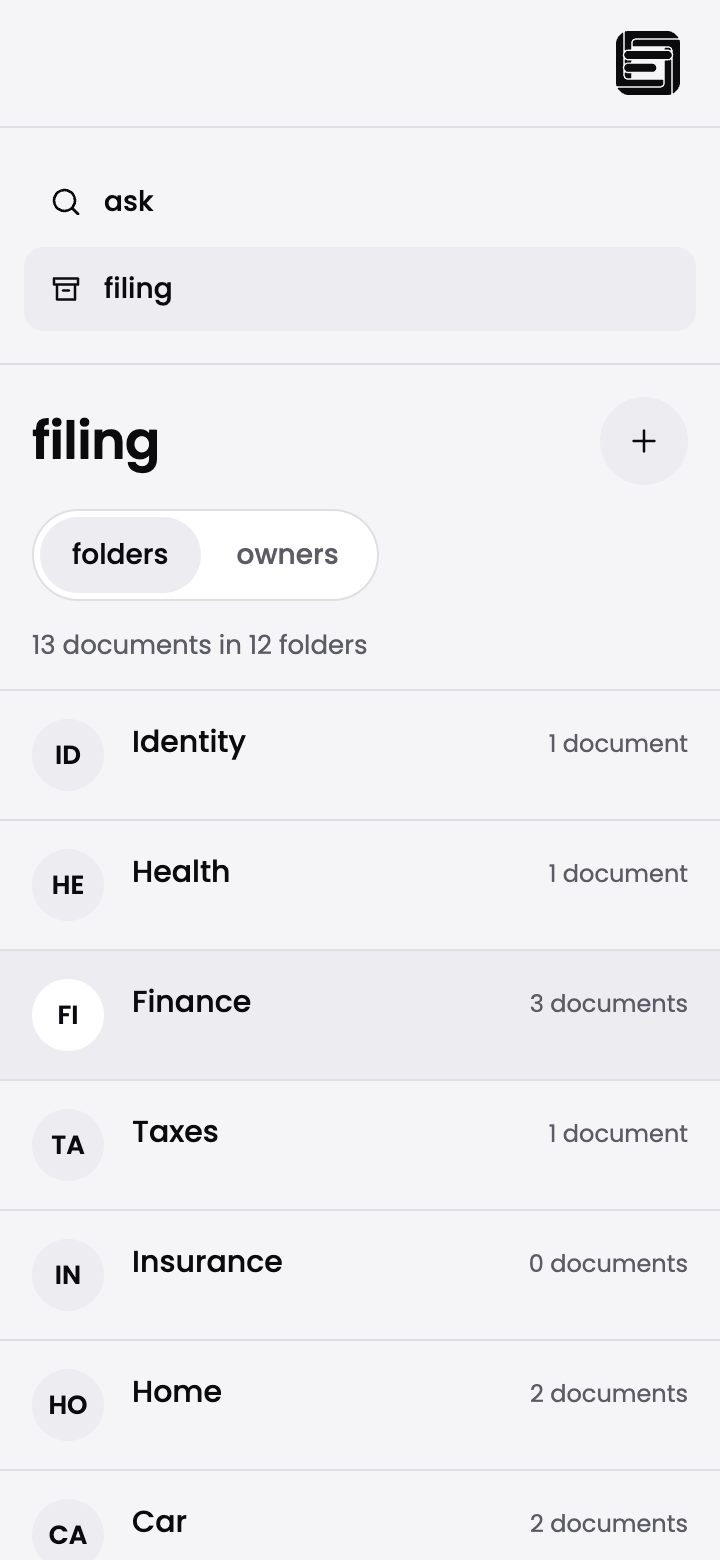 ask
filing
filing
folders owners
13 documents in 12 folders
ID Identity 1 document
HE Health 1 document
FI Finance 3 documents
TA Taxes 1 document
IN Insurance 0 documents
HO Home 2 documents
CA Car 2 documents